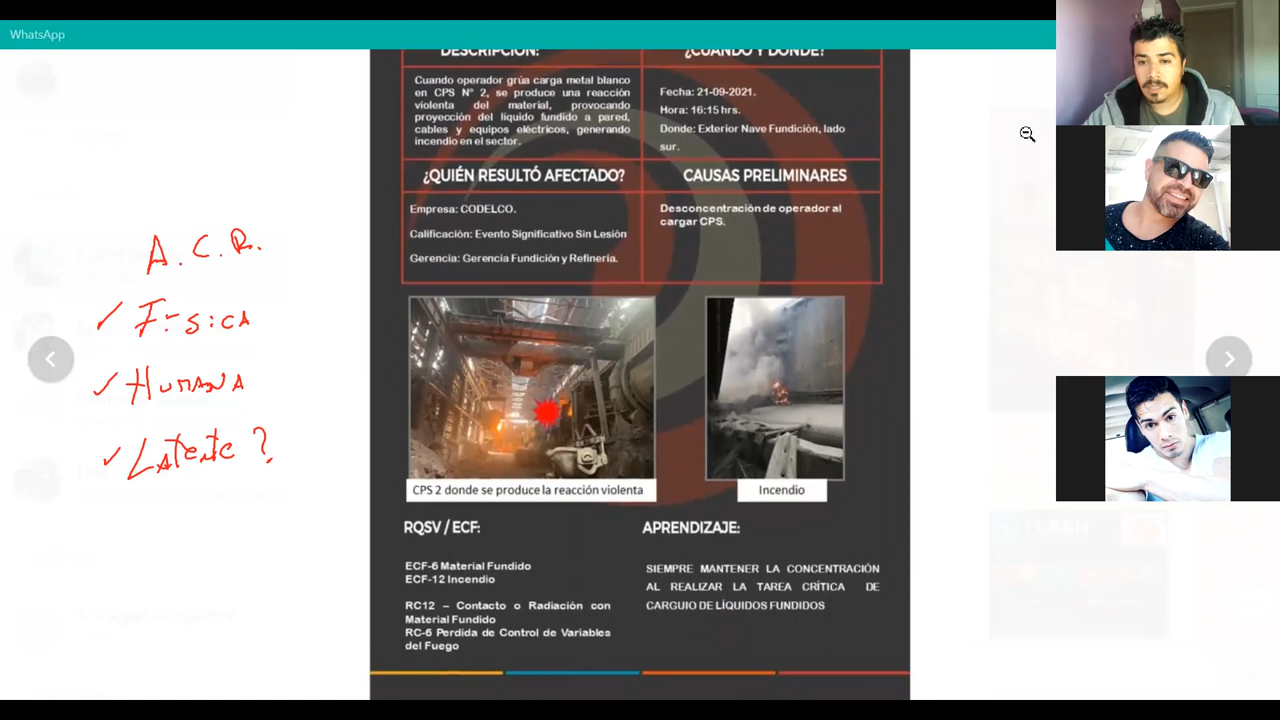 WhatsApp
DESCRIPCIÓN:
¿CUÁNDO Y DÓNDE?
Cuando operador grúa carga metal blanco
en CPS N° 2, se produce una reacción
violenta del material, provocando
proyección del líquido fundido a pared,
cables y equipos eléctricos, generando
incendio en el sector.
Fecha: 21-09-2021.
Hora: 16:15 hrs.
Donde: Exterior Nave Fundición, lado
sur.
¿QUIÉN RESULTÓ AFECTADO?
CAUSAS PRELIMINARES
Empresa: CODELCO.
Calificación: Evento Significativo Sin Lesión
Gerencia: Gerencia Fundición y Refinería.
Desconcentración de operador al
cargar CPS.
A.C.R.
✓ Física
✓ Humana
✓ Latente ?
CPS 2 donde se produce la reacción violenta
Incendio
RQSV / ECF:
ECF-6 Material Fundido
ECF-12 Incendio
RC12 – Contacto o Radiación con
Material Fundido
RC-6 Perdida de Control de Variables
del Fuego
APRENDIZAJE:
SIEMPRE MANTENER LA CONCENTRACIÓN
AL REALIZAR LA TAREA CRÍTICA DE
CARGUIO DE LÍQUIDOS FUNDIDOS